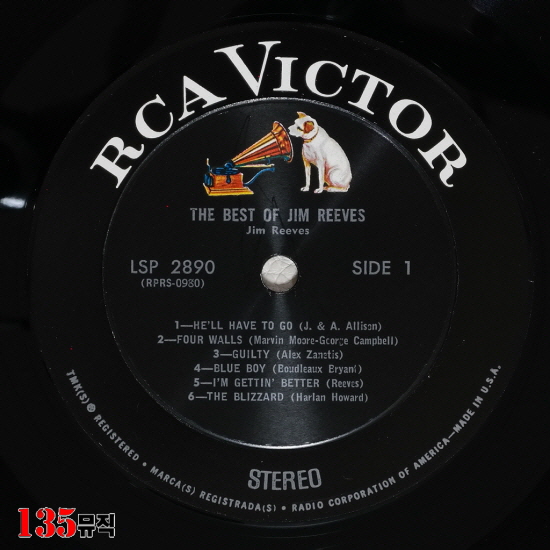 RCA VICTOR
THE BEST OF JIM REEVES
Jim Reeves
LSP 2890
(RPRS-0930)
SIDE 1
1—HE'LL HAVE TO GO (J. & A. Allison)
2—FOUR WALLS (Marvin Moore-George Campbell)
3—GUILTY (Alex Zanetis)
4—BLUE BOY (Boudleaux Bryant)
5—I'M GETTIN' BETTER (Reeves)
6—THE BLIZZARD (Harlan Howard)
STEREO
TMK(S)® REGISTERED • MARCA(S) REGISTRADA(S) • RADIO CORPORATION OF AMERICA—MADE IN U.S.A.
135뮤직